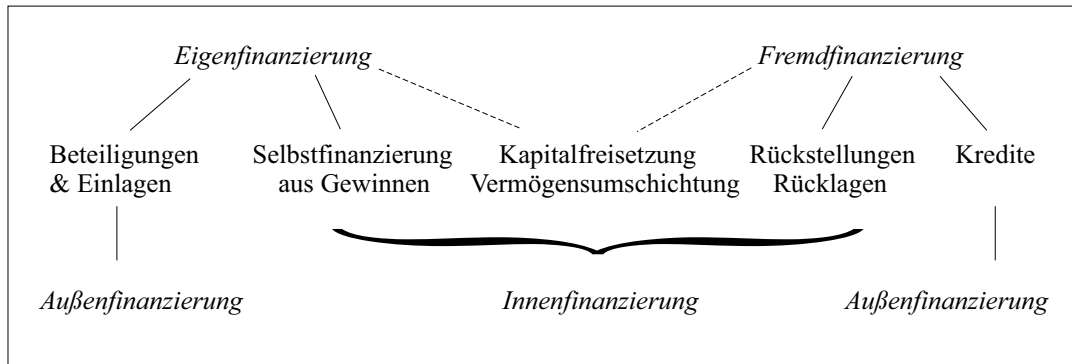 Eigenfinanzierung Fremdfinanzierung
Beteiligungen Selbstfinanzierung Kapitalfreisetzung Rückstellungen Kredite
& Einlagen aus Gewinnen Vermögensumschichtung Rücklagen
Außenfinanzierung Innenfinanzierung Außenfinanzierung